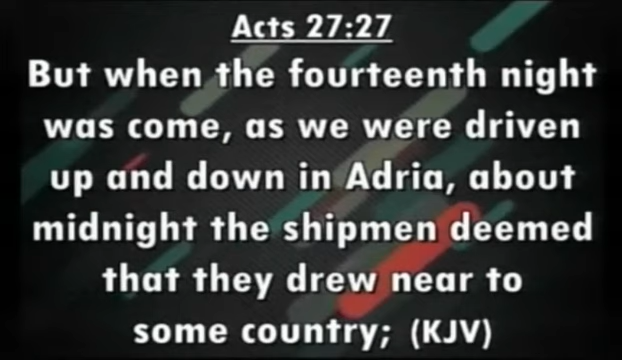 Acts 27:27
But when the fourteenth night
was come, as we were driven
up and down in Adria, about
midnight the shipmen deemed
that they drew near to
some country; (KJV)